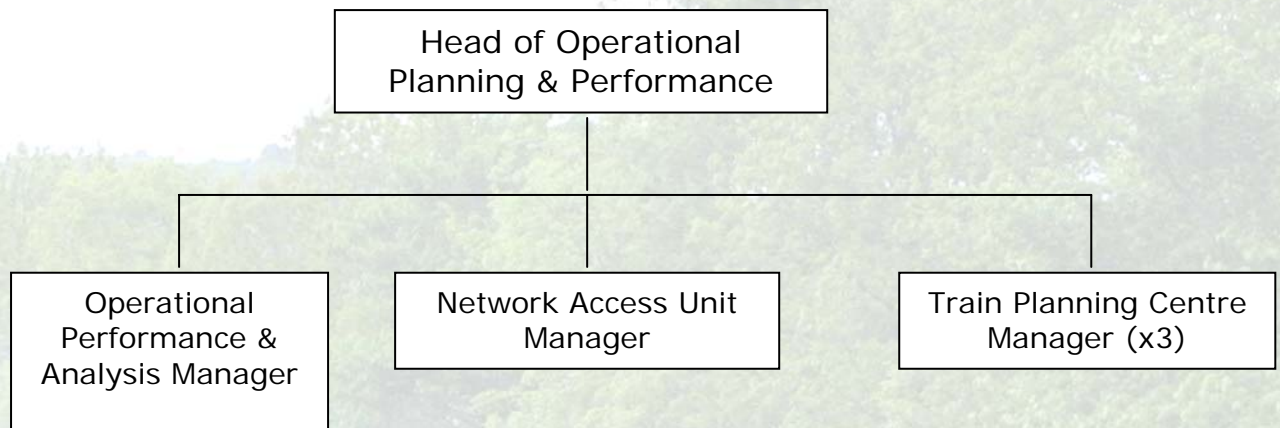 Head of Operational
Planning & Performance
Operational
Performance &
Analysis Manager
Network Access Unit
Manager
Train Planning Centre
Manager (x3)